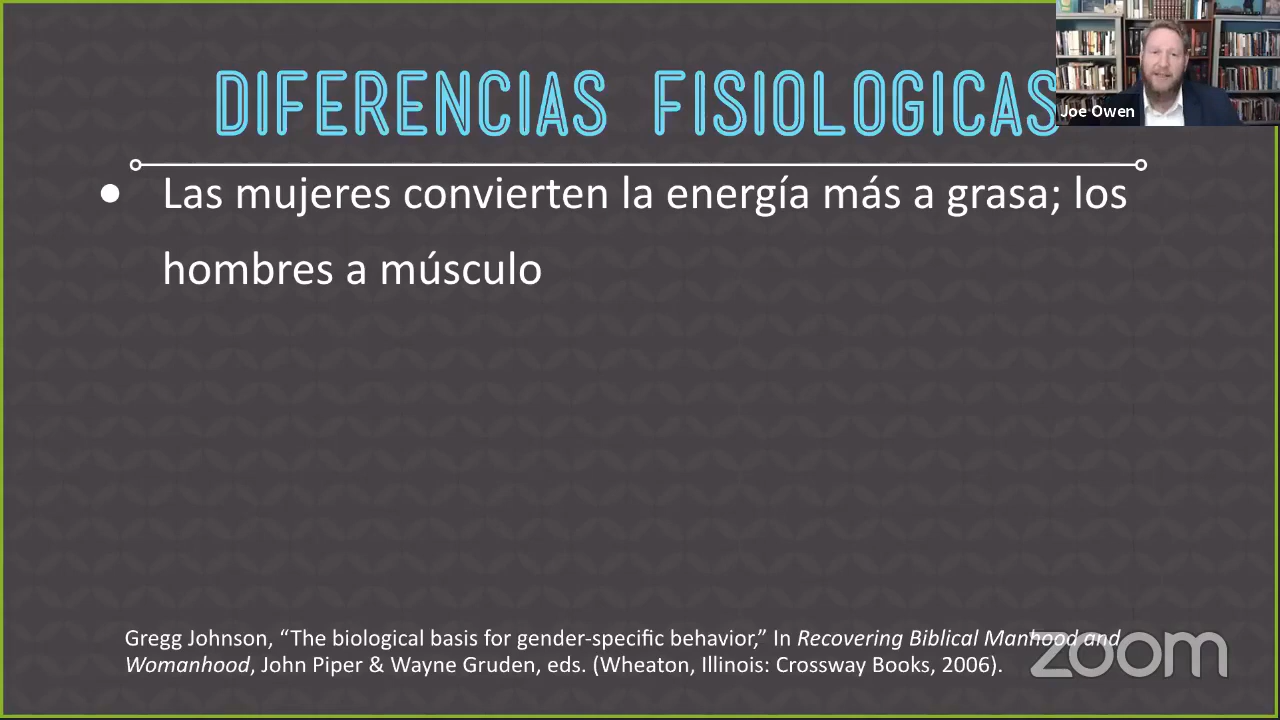 DIFERENCIAS FISIOLOGICAS
Joe Owen
● Las mujeres convierten la energía más a grasa; los
hombres a músculo
Gregg Johnson, “The biological basis for gender-specific behavior,” In Recovering Biblical Manhood and
Womanhood, John Piper & Wayne Gruden, eds. (Wheaton, Illinois: Crossway Books, 2006).
zoom